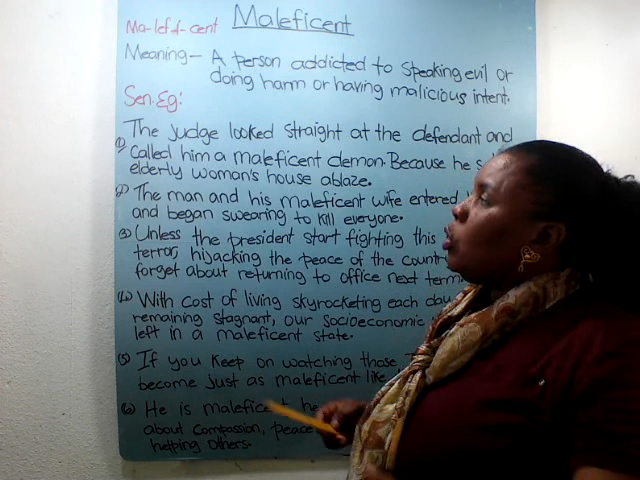 Maleficent
Ma-lef-i-cent
Meaning- A person addicted to speaking evil or
doing harm or having malicious intent.
Sen.Eg:
(1) The judge looked straight at the defendant and
called him a maleficent demon. Because he
elderly woman's house ablaze.
(2) The man and his maleficent wife entered
and began swearing to kill everyone.
(3) Unless the president start fighting this
terror, hijacking the peace of the
forget about returning to office next
(4) With cost of living skyrocketing each day
remaining stagnant, our socioeconomic
left in a maleficent state.
(5) If you keep on watching those
become just as maleficent like
(6) He is maleficent
about compassion, peace
helping others.